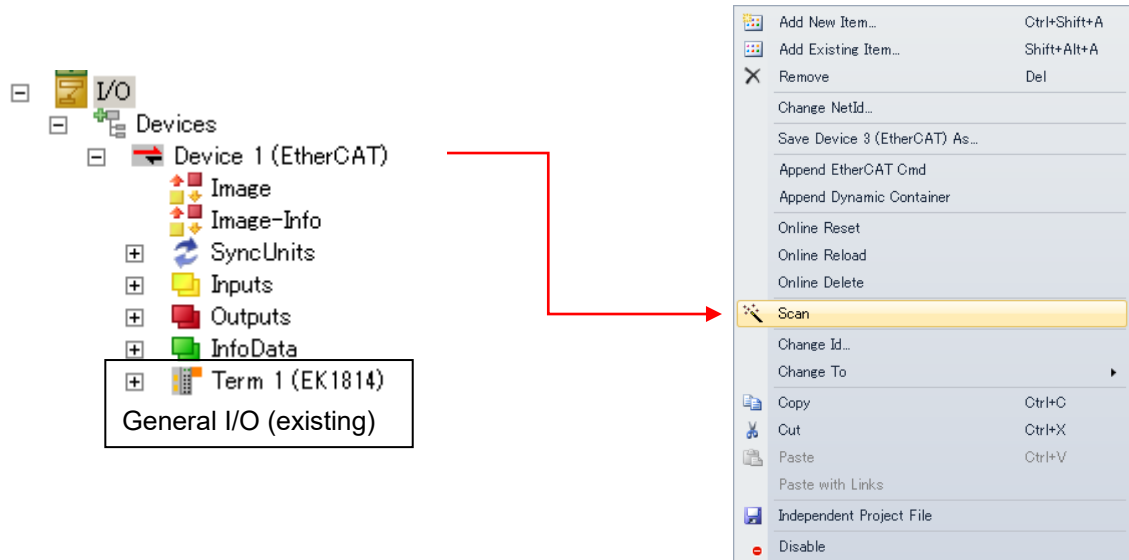 I/O
Devices
Device 1 (EtherCAT)
Image
Image-Info
SyncUnits
Inputs
Outputs
InfoData
Term 1 (EK1814)
General I/O (existing)
Add New Item... Ctrl+Shift+A
Add Existing Item... Shift+Alt+A
Remove Del
Change NetId...
Save Device 3 (EtherCAT) As...
Append EtherCAT Cmd
Append Dynamic Container
Online Reset
Online Reload
Online Delete
Scan
Change Id...
Change To
Copy Ctrl+C
Cut Ctrl+X
Paste Ctrl+V
Paste with Links
Independent Project File
Disable